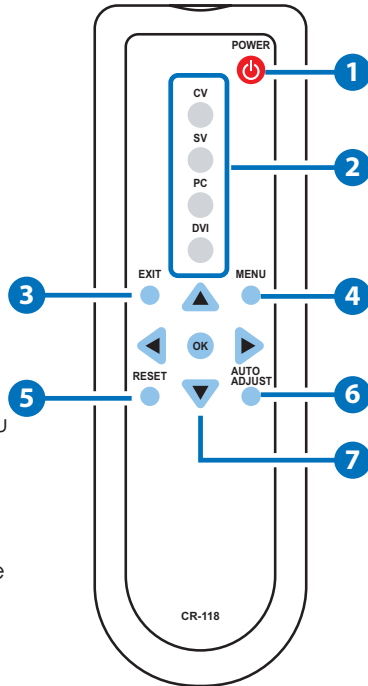 POWER
1
CV
SV
2
PC
DVI
EXIT
MENU
3
4
OK
RESET
AUTO
ADJUST
5
6
U
7
e
CR-118